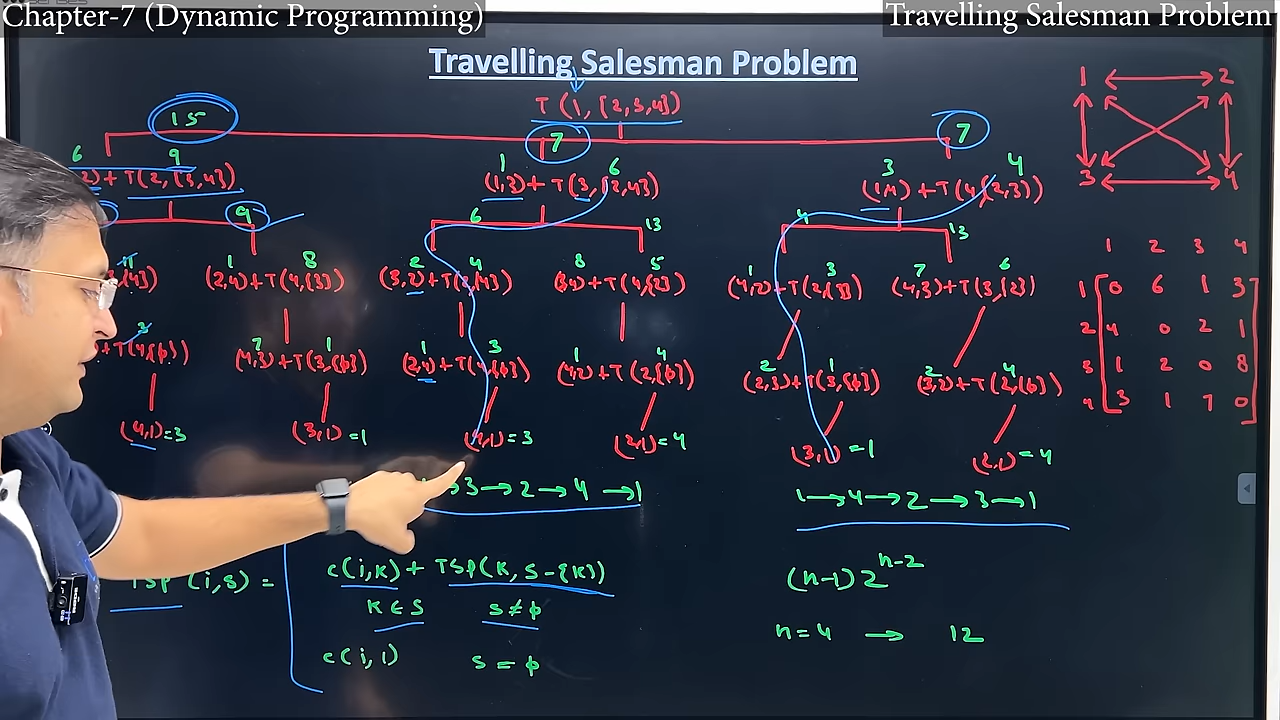 Chapter-7 (Dynamic Programming)
Travelling Salesman Problem
Travelling Salesman Problem
T (1, {2,3,4})
15
7
7
6 9
2) + T(2, {3,4})
1 6
(1,3) + T(3, {2,4})
3 4
(1,4) + T(4,{2,3})
9
6
13
4
13
{4})
1 8
(2,4)+T(4,{3})
2 4
(3,2)+T(2,{4})
8 5
(3,4)+T(4,{2})
1 3
(4,2)+T(2,{3})
7 6
(4,3)+T(3,{2})
3
+T(4,{ϕ})
7 1
(4,3)+T(3,{ϕ})
1 3
(2,4)+T(4,{ϕ})
1 4
(4,2)+T(2,{ϕ})
2 1
(2,3)+T(3,{ϕ})
2 4
(3,2)+T(2,{ϕ})
(4,1)=3
(3,1)=1
(4,1)=3
(2,1)=4
(3,1)=1
(2,1)=4
→3→2→4→1
1→4→2→3→1
TSP (i,s) =
c(i,k) + TSP(k, S-{k})
k∈S s≠ϕ
c(i,1) s=ϕ
(n-1) 2^{n-2}
n=4 → 12
1 2
3 4
1 2 3 4
1 0 6 1 3
2 4 0 2 1
3 1 2 0 8
4 3 1 7 0